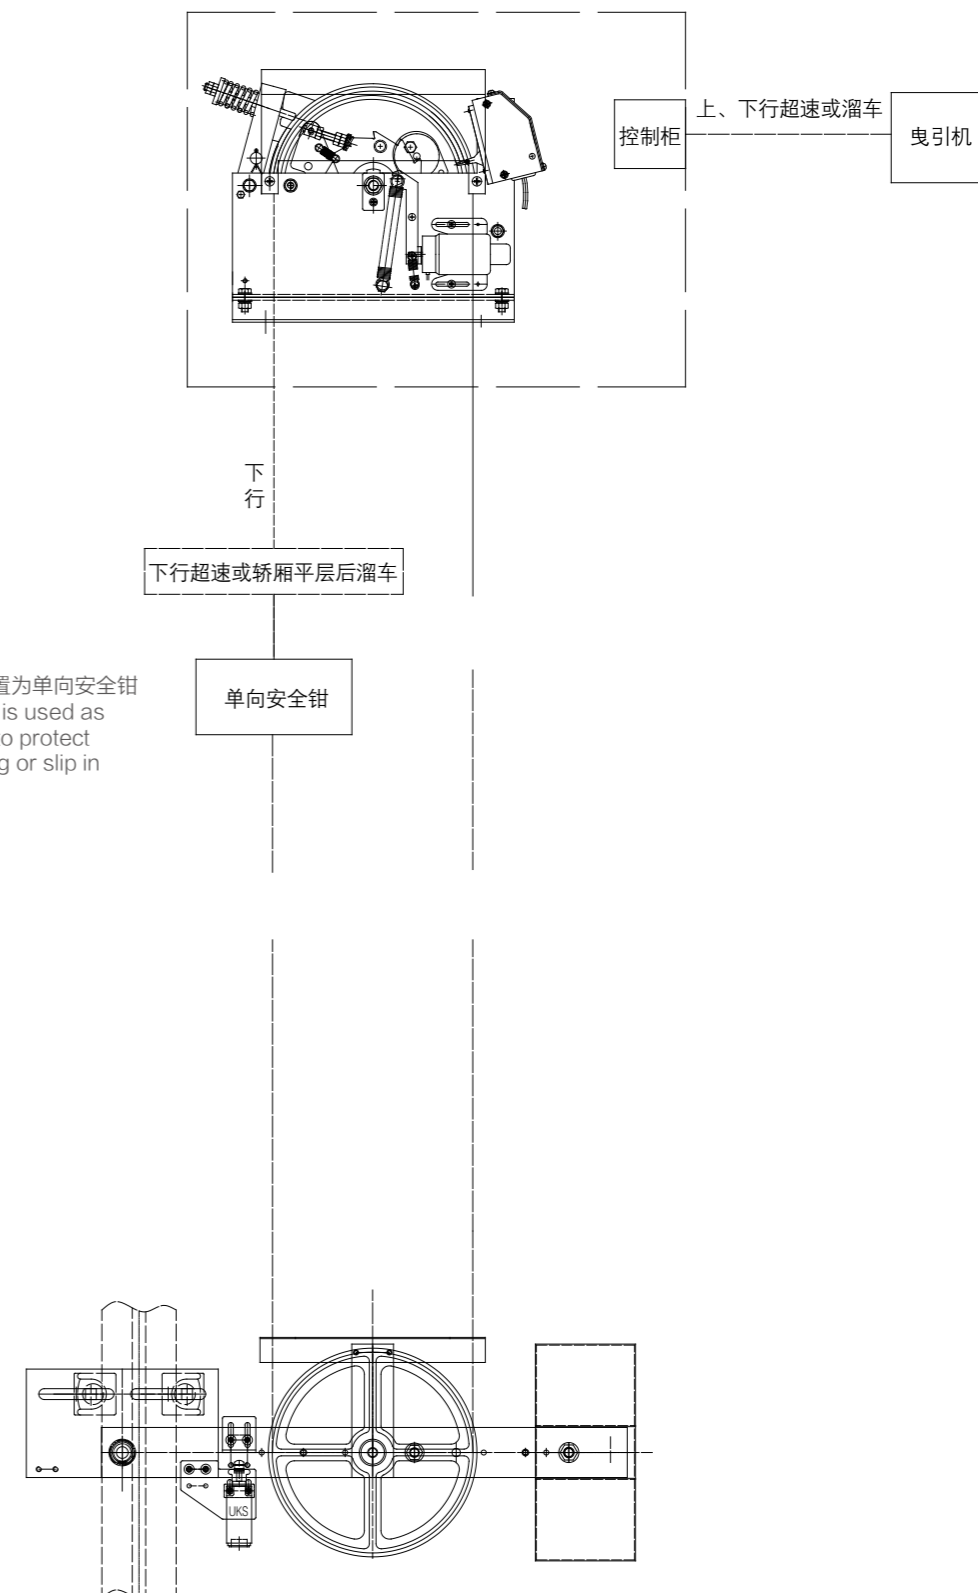 上、下行超速或溜车
控制柜
曳引机
下
行
下行超速或轿厢平层后溜车
置为单向安全钳
is used as
to protect
g or slip in
单向安全钳
UKS